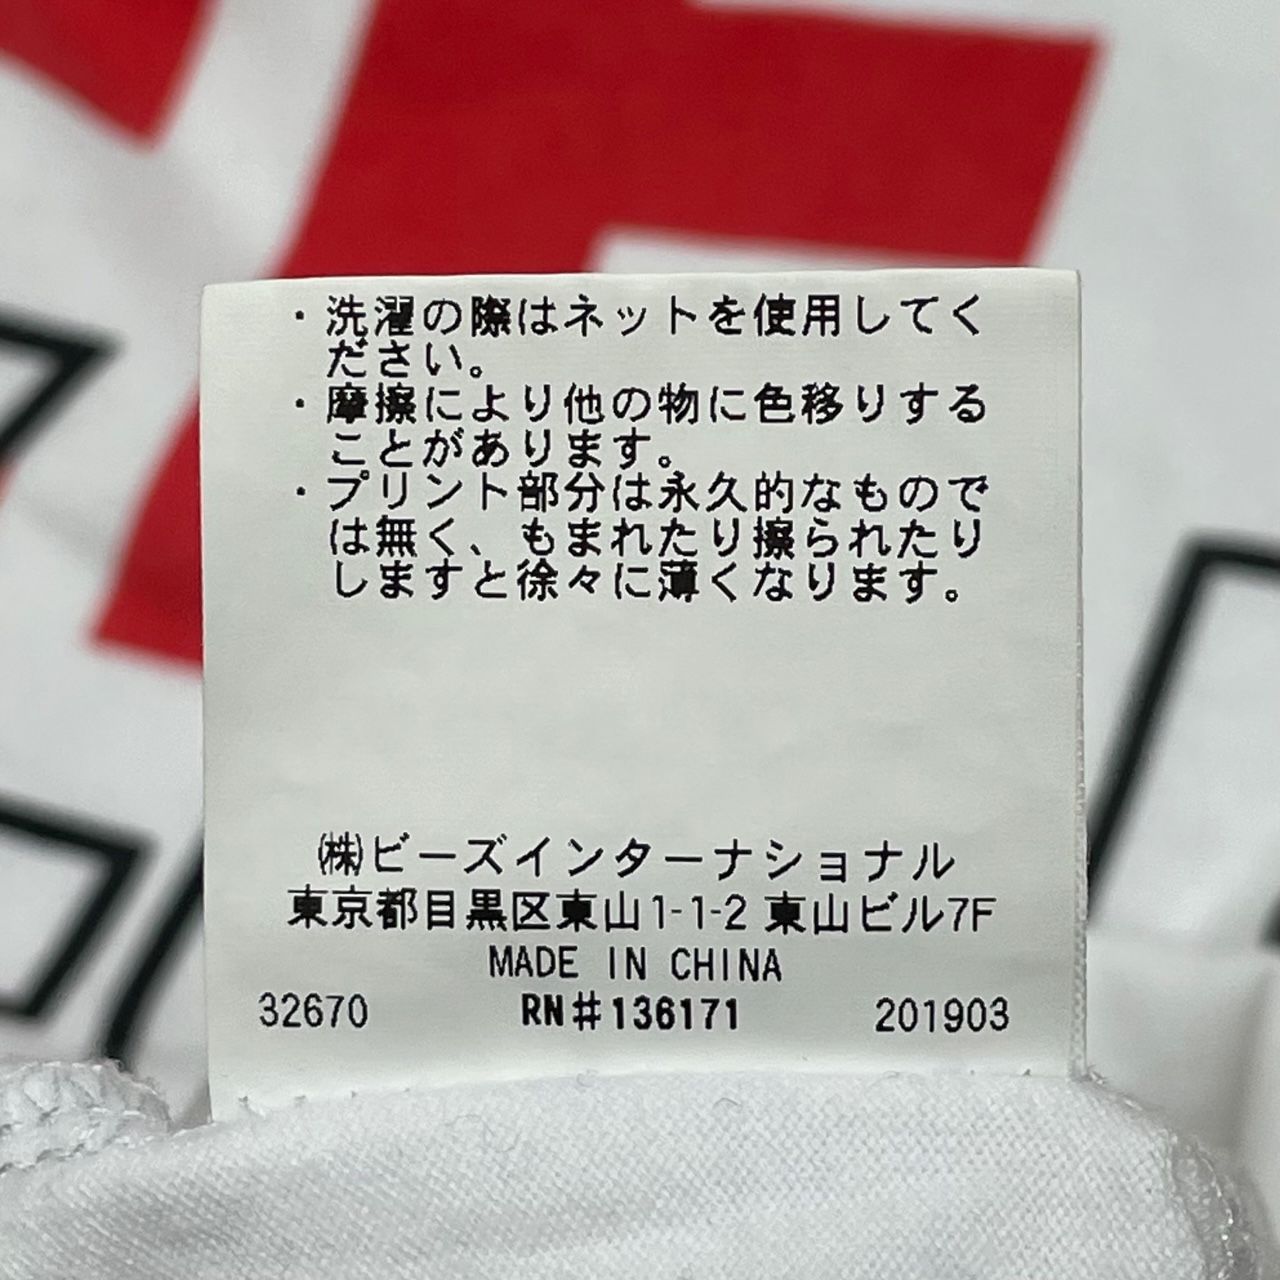 ・洗濯の際はネットを使用してく
ださい。
・摩擦により他の物に色移りする
ことがあります。
・プリント部分は永久的なもので
は無く、もまれたり擦られたり
しますと徐々に薄くなります。
㈱ビーズインターナショナル
東京都目黒区東山1-1-2 東山ビル7F
MADE IN CHINA
32670 RN#136171 201903